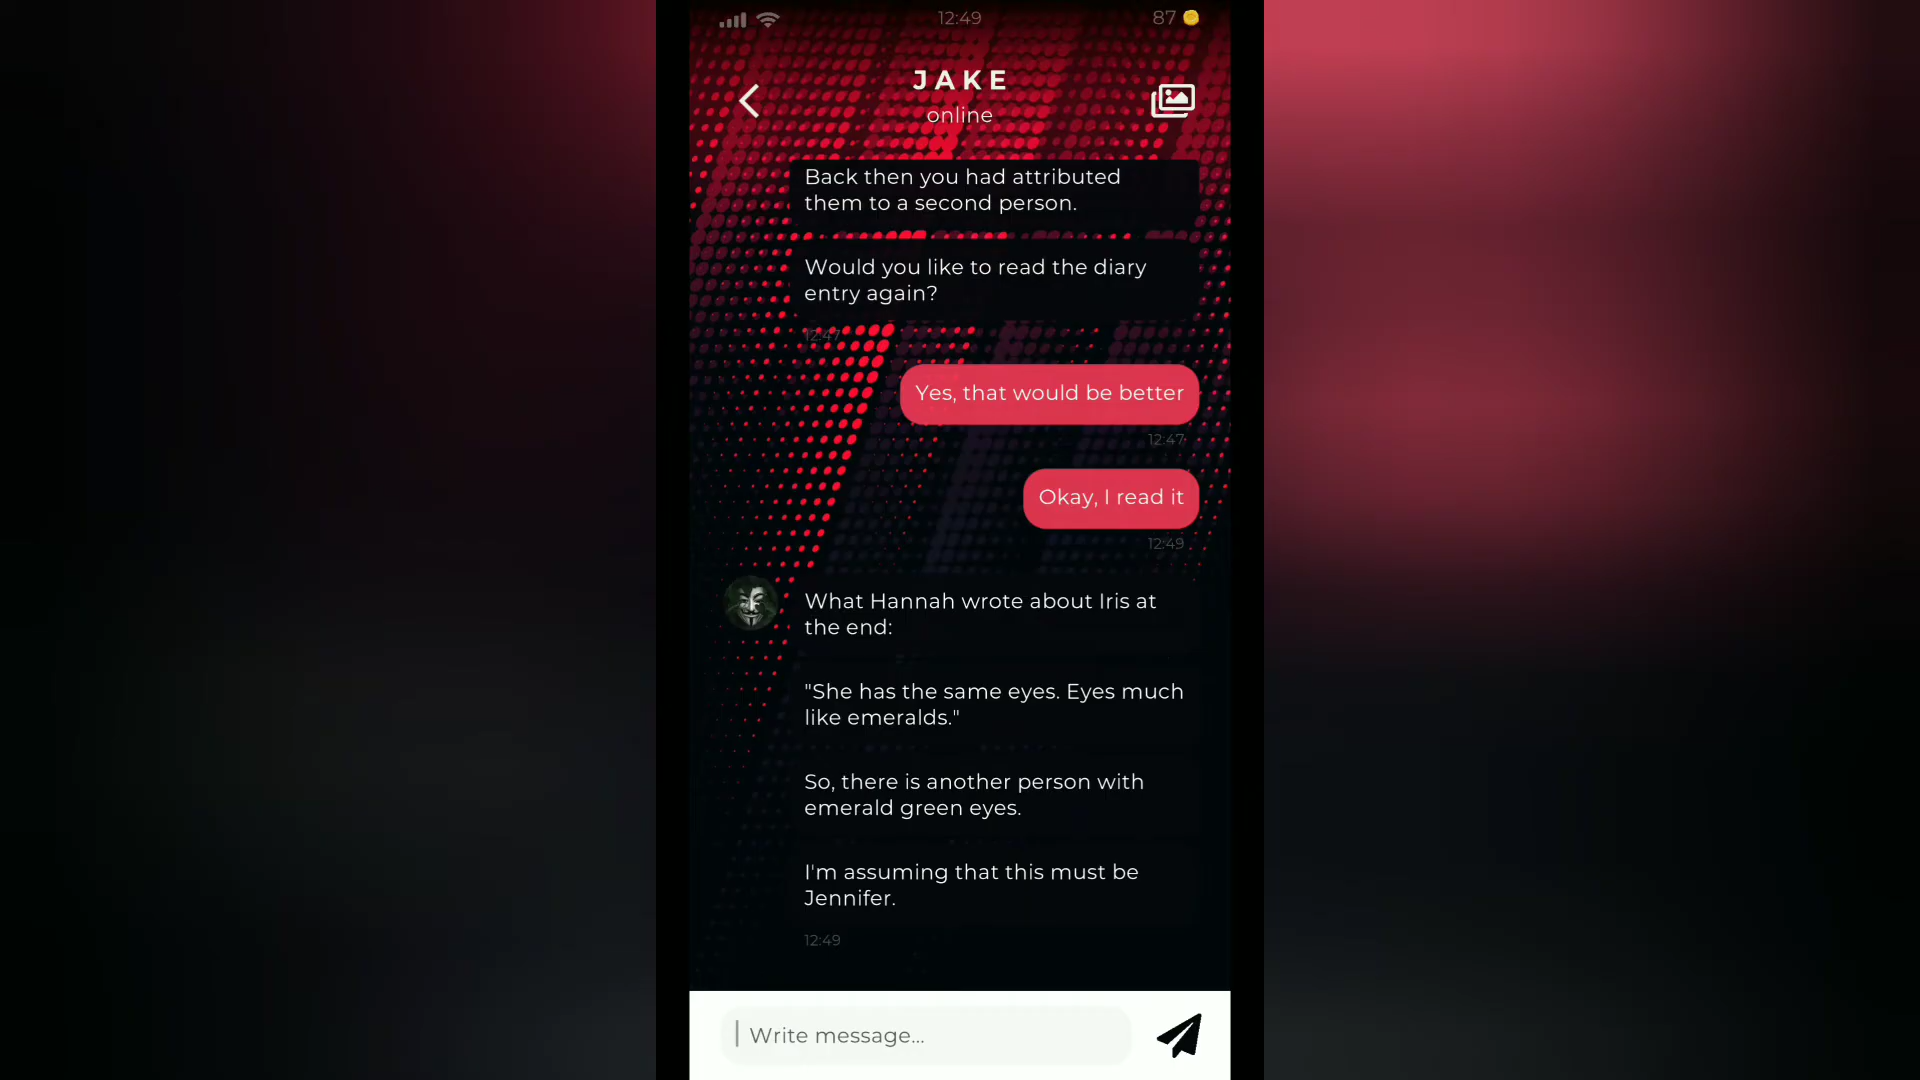 12:49
87
JAKE
online
Back then you had attributed
them to a second person.
Would you like to read the diary
entry again?
12:47
Yes, that would be better
12:47
Okay, I read it
12:49
What Hannah wrote about Iris at
the end:
"She has the same eyes. Eyes much
like emeralds."
So, there is another person with
emerald green eyes.
I'm assuming that this must be
Jennifer.
12:49
Write message...